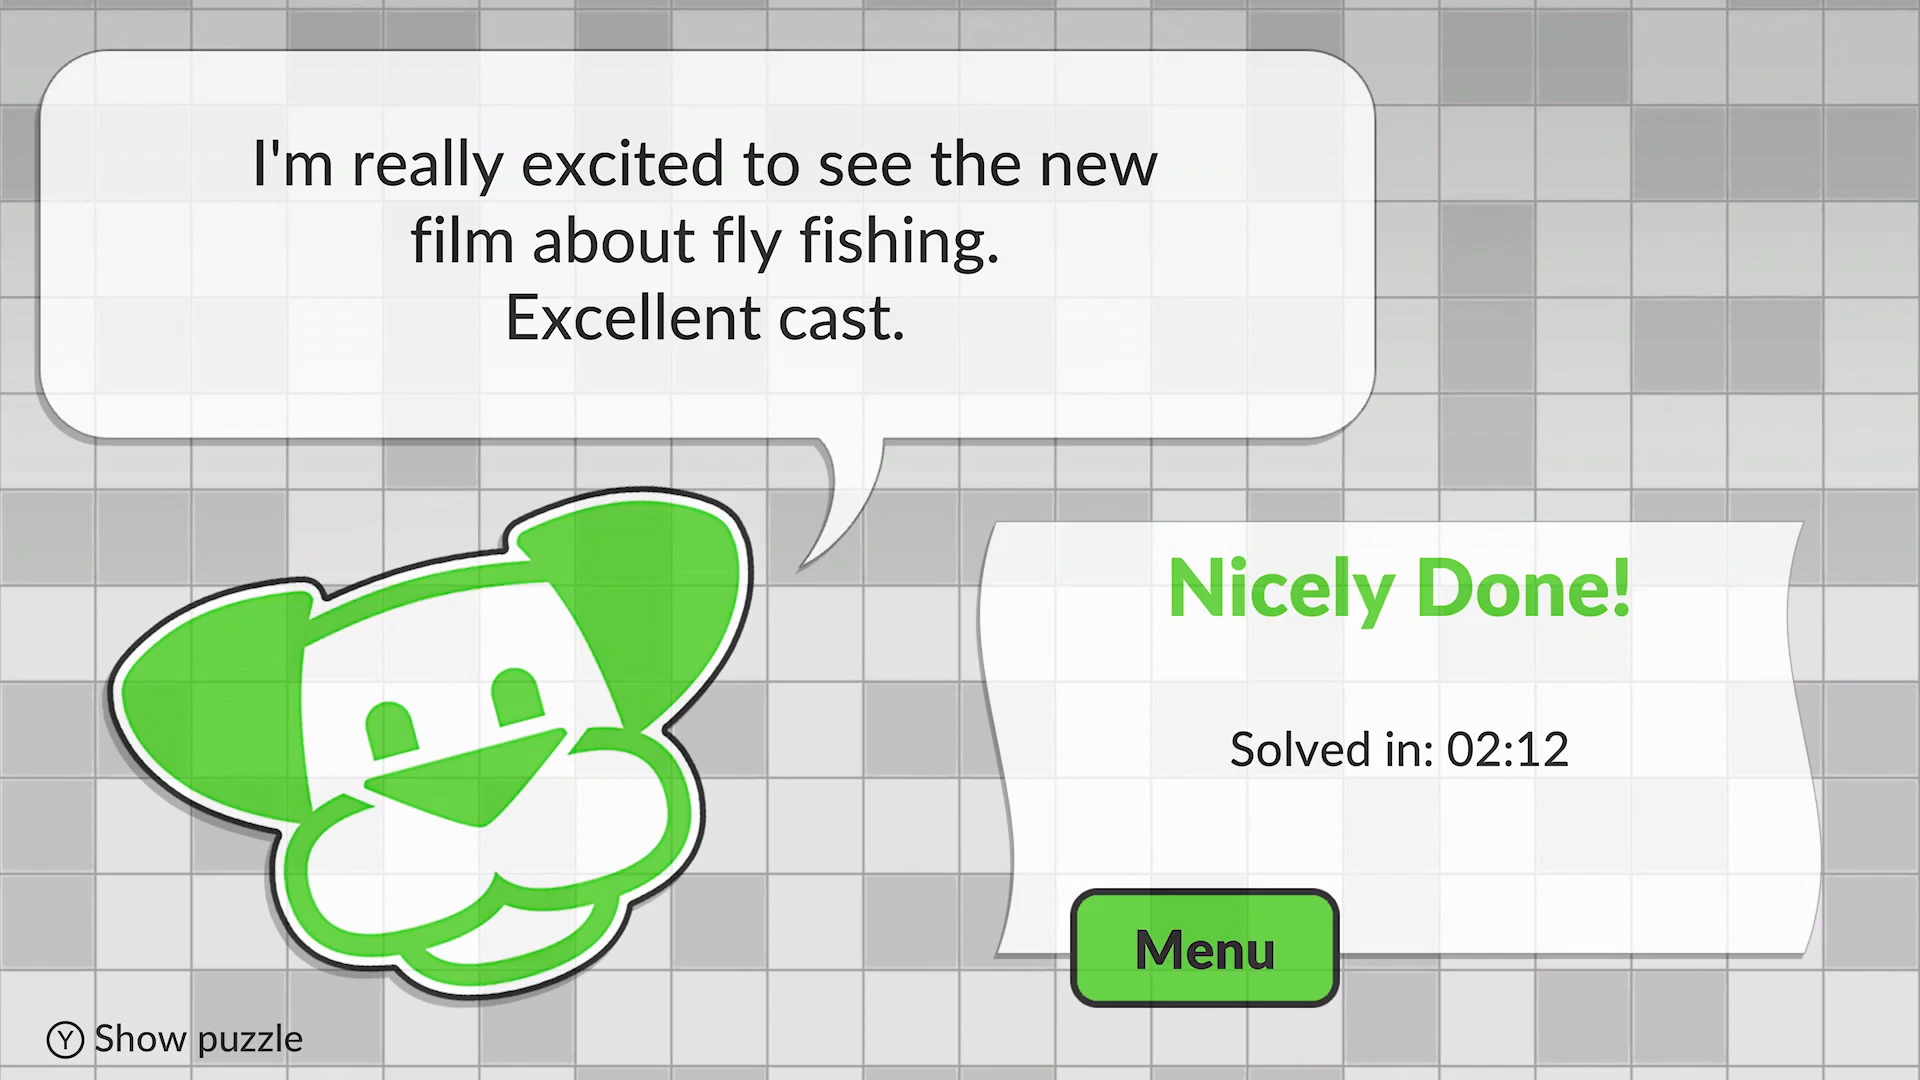 I'm really excited to see the new
film about fly fishing.
Excellent cast.
Nicely Done!
Solved in: 02:12
Menu
Y Show puzzle